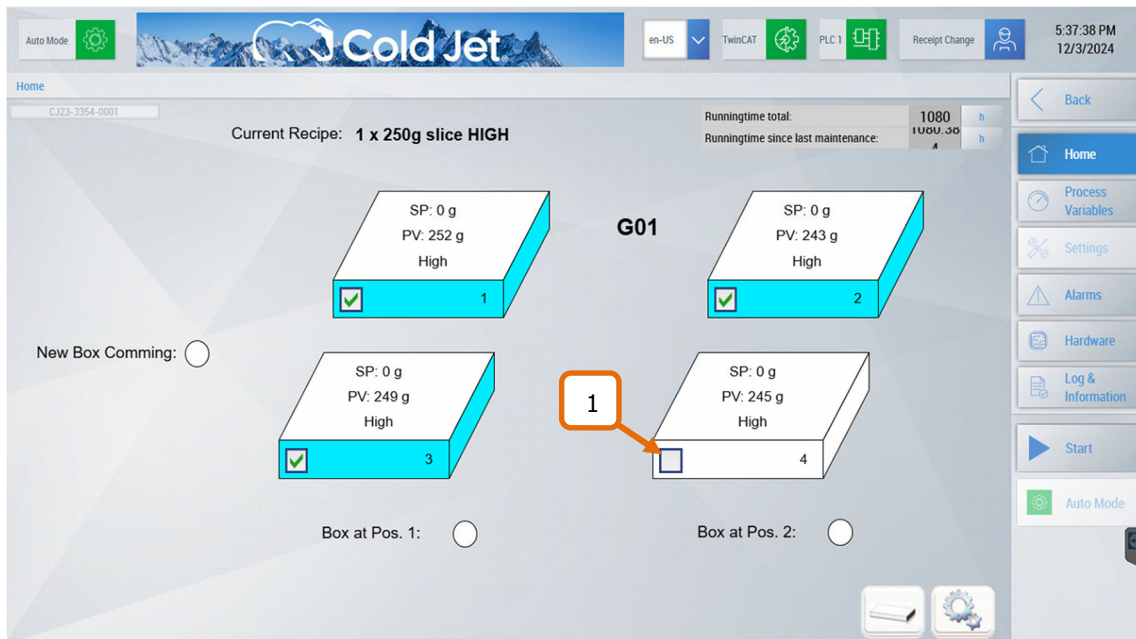 Auto Mode
Cold Jet
en-US
TwinCAT
PLC 1
Receipt Change
5:37:38 PM
12/3/2024
Home
CJ23-3354-0001
Current Recipe: 1 x 250g slice HIGH
Runningtime total: 1080 h
Runningtime since last maintenance: 1080.38 4 h
Back
Home
Process
Variables
Settings
Alarms
Hardware
Log &
Information
Start
Auto Mode
SP: 0 g
PV: 252 g
High
1
G01
SP: 0 g
PV: 243 g
High
2
New Box Comming:
SP: 0 g
PV: 249 g
High
3
1
SP: 0 g
PV: 245 g
High
4
Box at Pos. 1:
Box at Pos. 2: